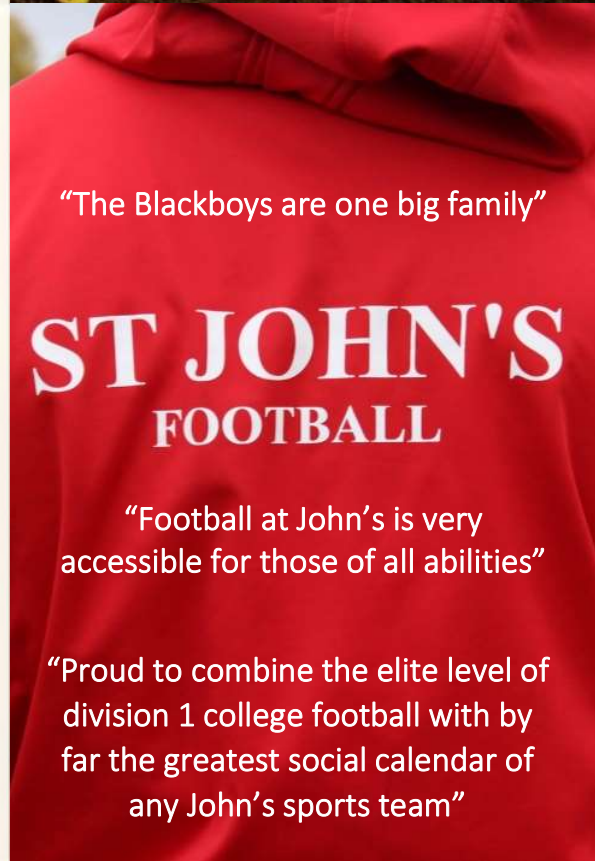 “The Blackboys are one big family”
ST JOHN'S
FOOTBALL
“Football at John’s is very
accessible for those of all abilities”
“Proud to combine the elite level of
division 1 college football with by
far the greatest social calendar of
any John’s sports team”